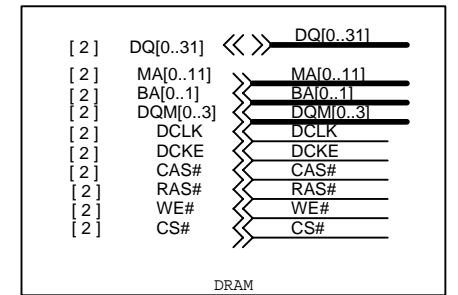 [ 2 ] DQ[0..31] DQ[0..31]
[ 2 ] MA[0..11] MA[0..11]
[ 2 ] BA[0..1] BA[0..1]
[ 2 ] DQM[0..3] DQM[0..3]
[ 2 ] DCLK DCLK
[ 2 ] DCKE DCKE
[ 2 ] CAS# CAS#
[ 2 ] RAS# RAS#
[ 2 ] WE# WE#
[ 2 ] CS# CS#
DRAM